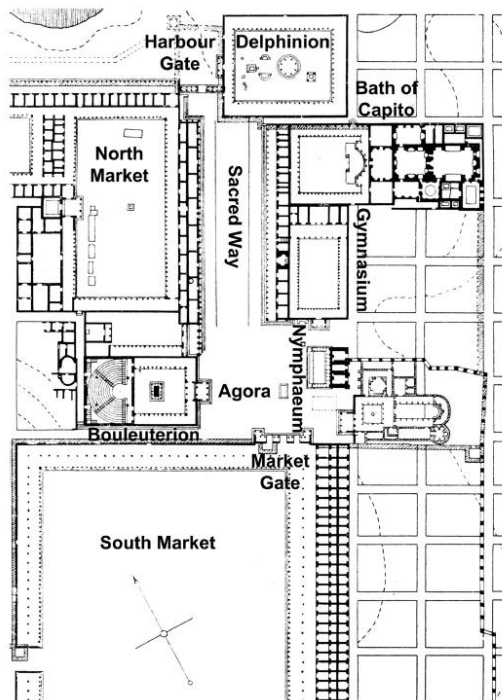 Harbour
Gate
Delphinion
Bath of
Capito
North
Market
Sacred Way
Gymnasium
Nymphaeum
Agora
Bouleuterion
Market
Gate
South Market